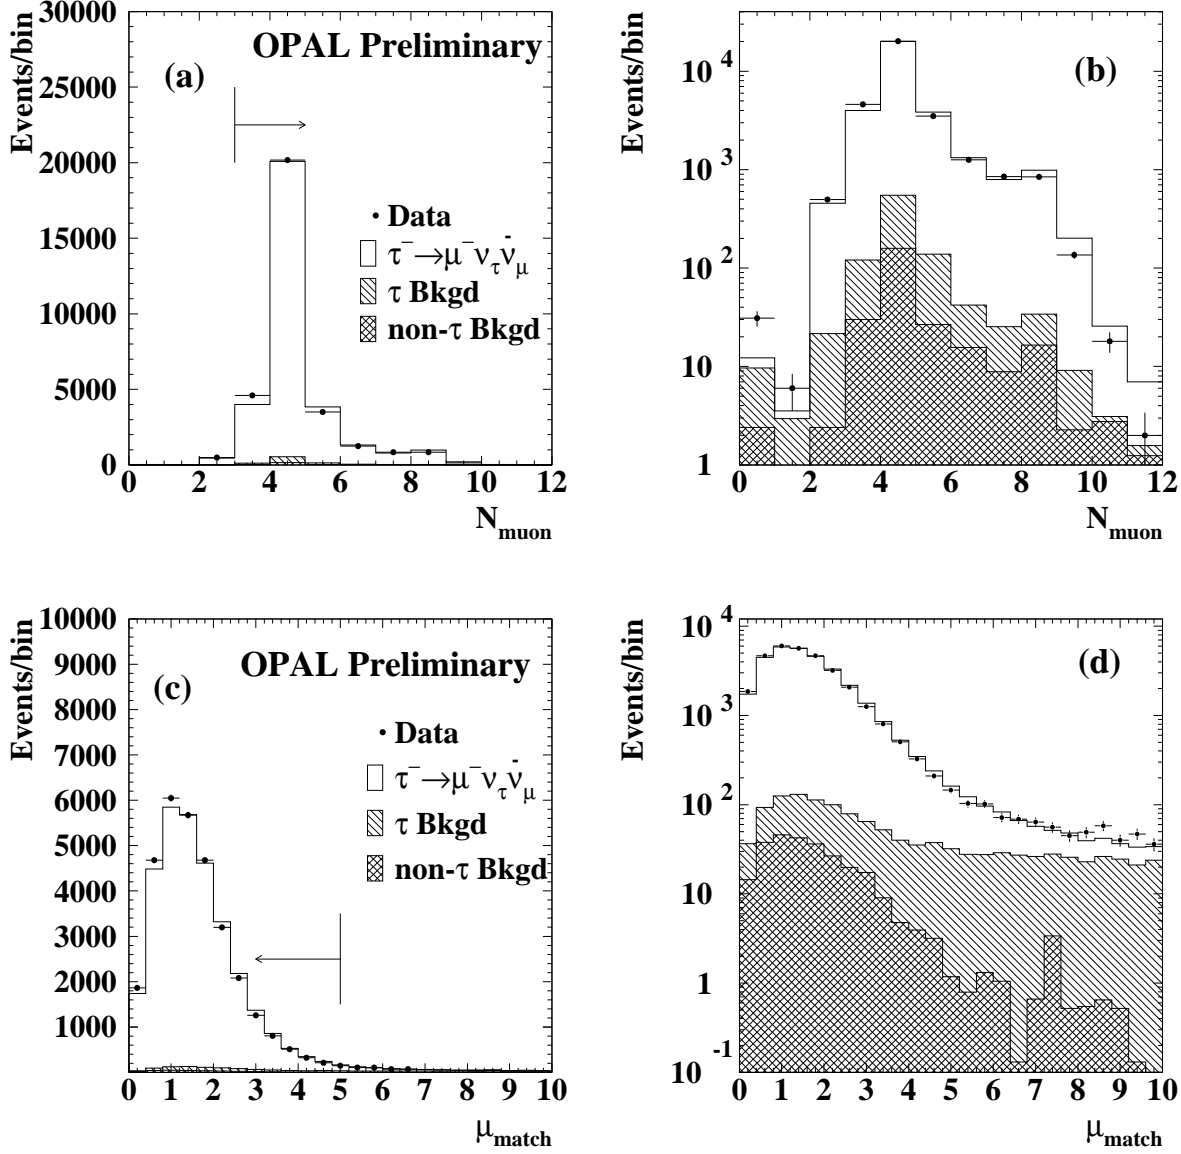 OPAL Preliminary
(a)
Events/bin
30000
25000
20000
15000
10000
5000
0
0 2 4 6 8 10 12
N_muon
Data
τ⁻→μ⁻ν_τν̄_μ
τ Bkgd
non-τ Bkgd
(b)
Events/bin
10⁴
10³
10²
10
1
0 2 4 6 8 10 12
N_muon
OPAL Preliminary
(c)
Events/bin
10000
9000
8000
7000
6000
5000
4000
3000
2000
1000
0 1 2 3 4 5 6 7 8 9 10
μ_match
Data
τ⁻→μ⁻ν_τν̄_μ
τ Bkgd
non-τ Bkgd
(d)
Events/bin
10⁴
10³
10²
10
1
10⁻¹
0 1 2 3 4 5 6 7 8 9 10
μ_match